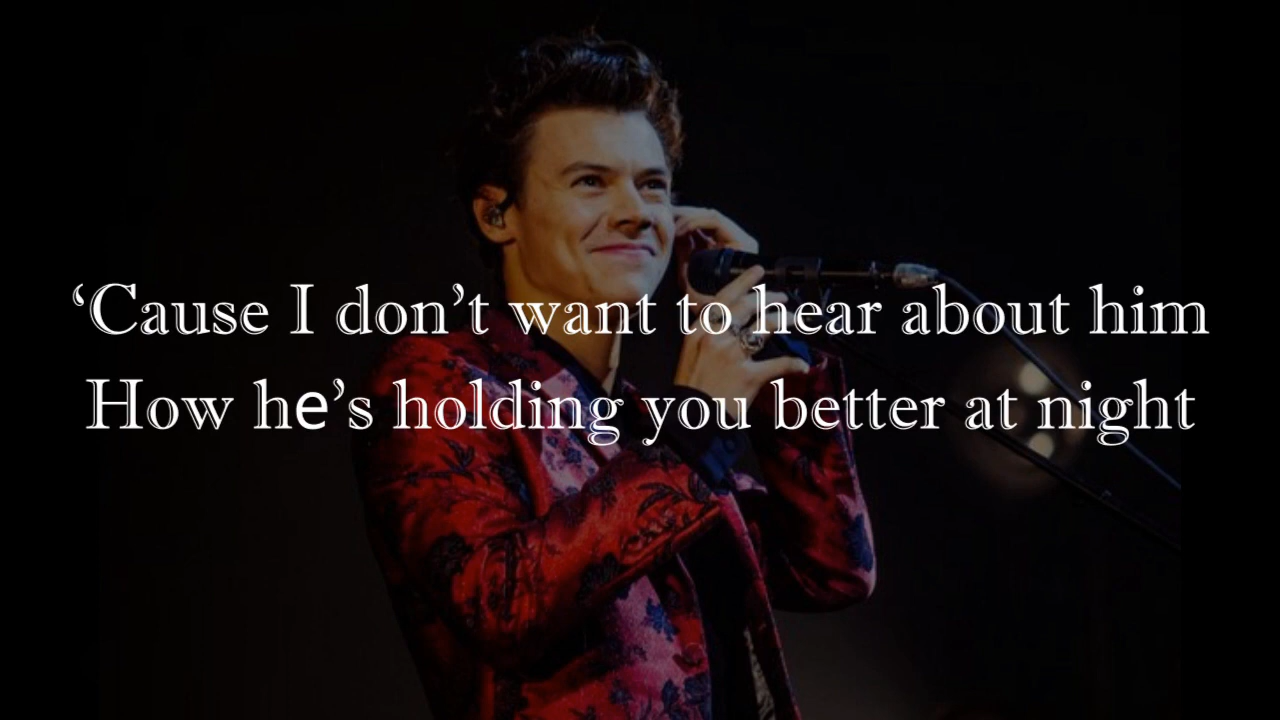 ‘Cause I don’t want to hear about him
How he’s holding you better at night